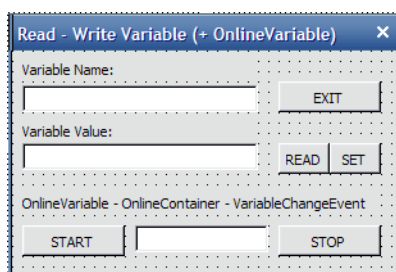 Read - Write Variable (+ OnlineVariable)
Variable Name:
EXIT
Variable Value:
READ SET
OnlineVariable - OnlineContainer - VariableChangeEvent
START STOP